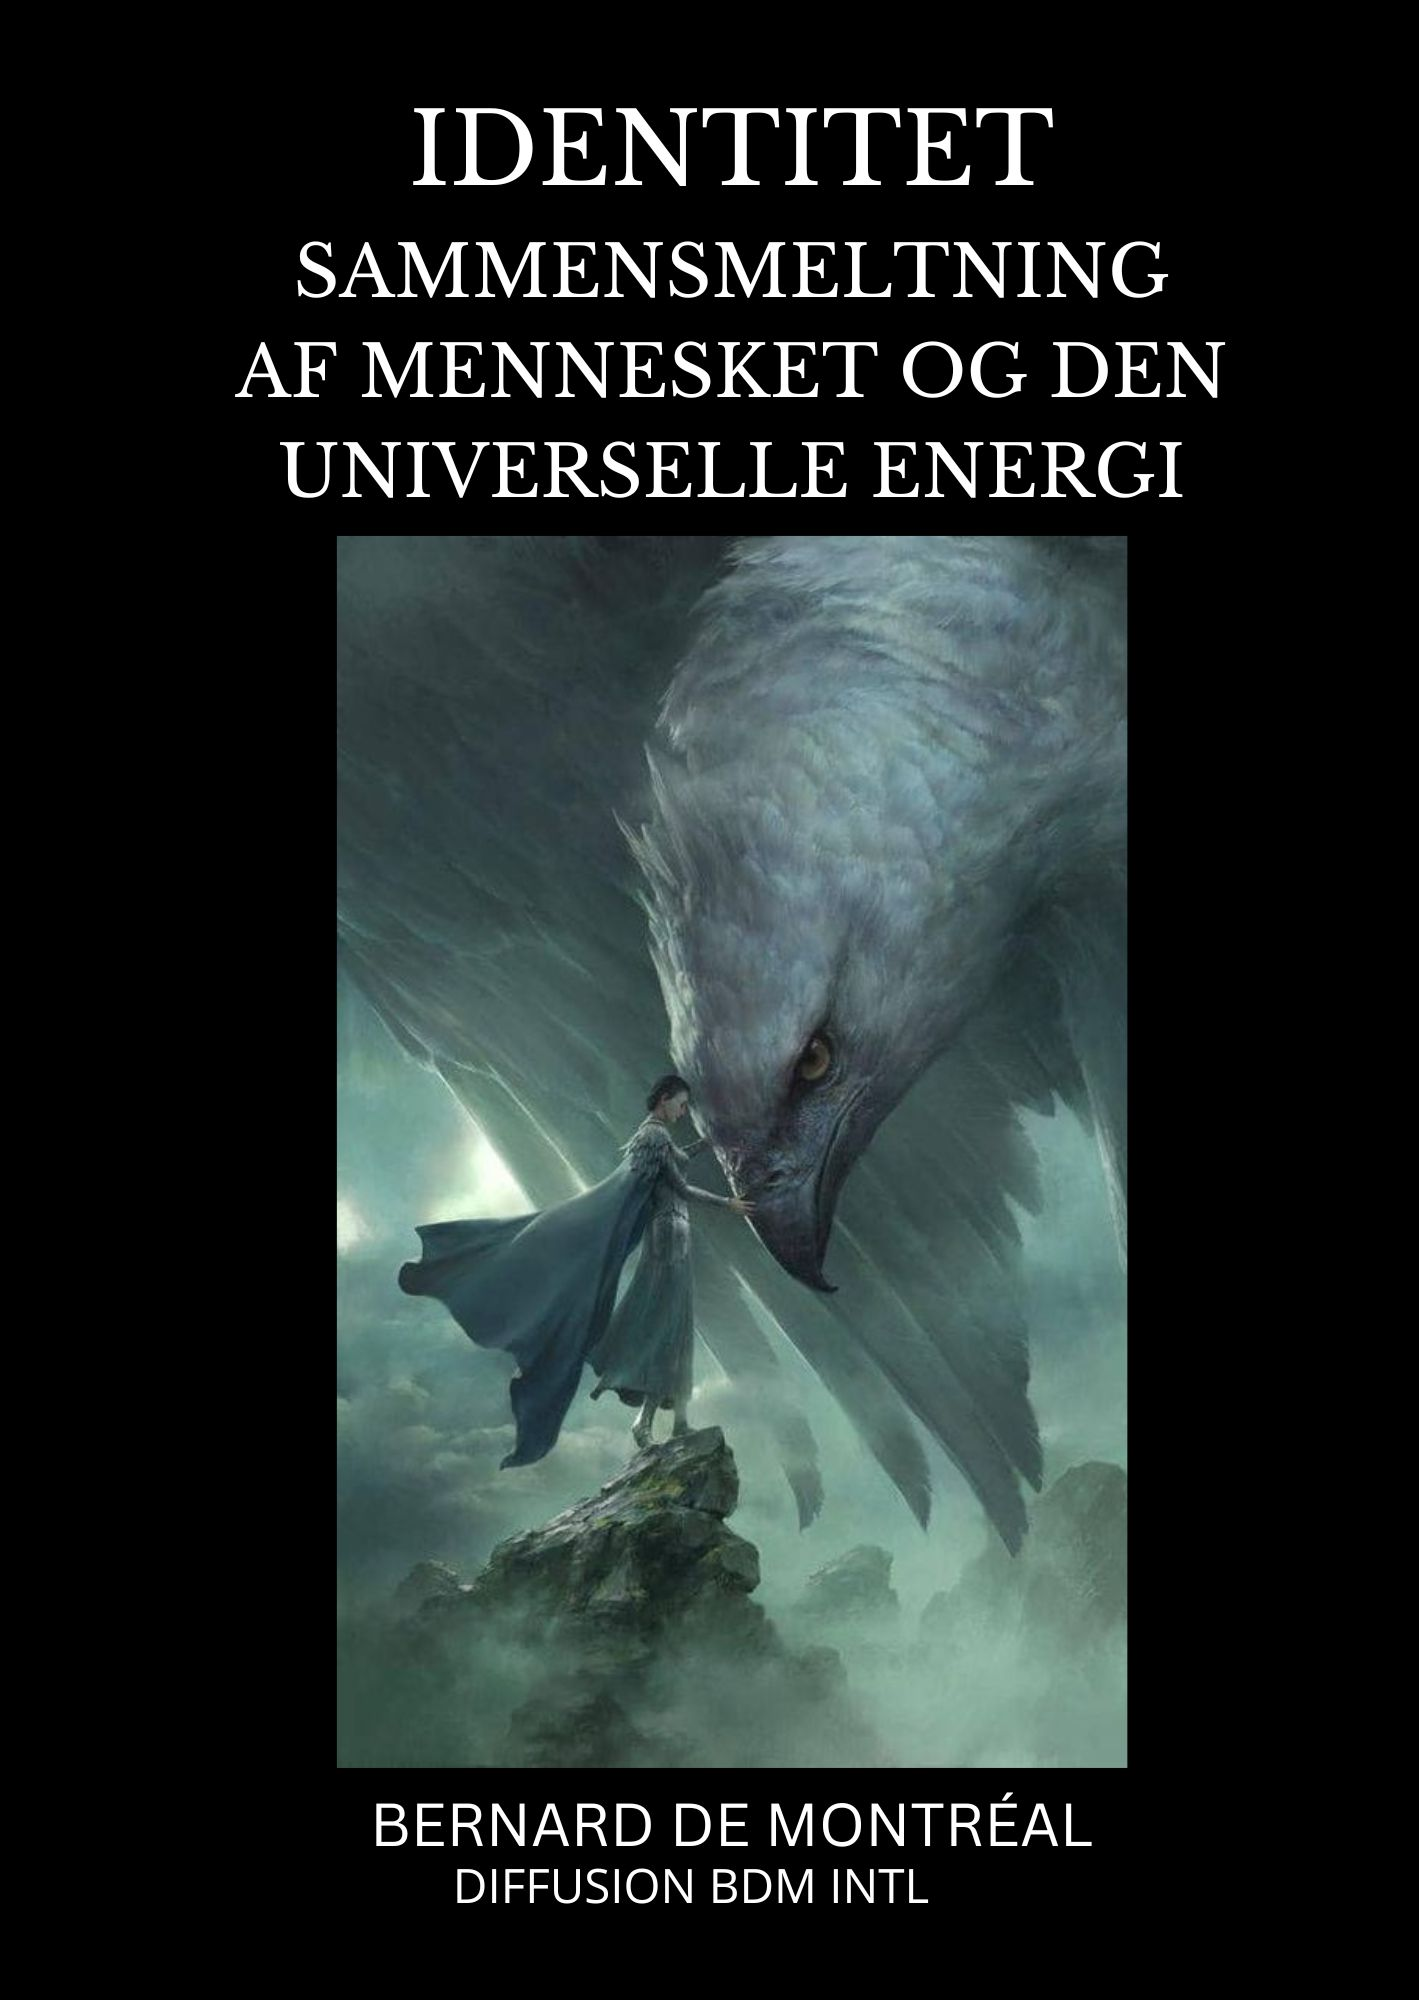 IDENTITET
SAMMENSMELTNING
AF MENNESKET OG DEN
UNIVERSELLE ENERGI
BERNARD DE MONTRÉAL
DIFFUSION BDM INTL